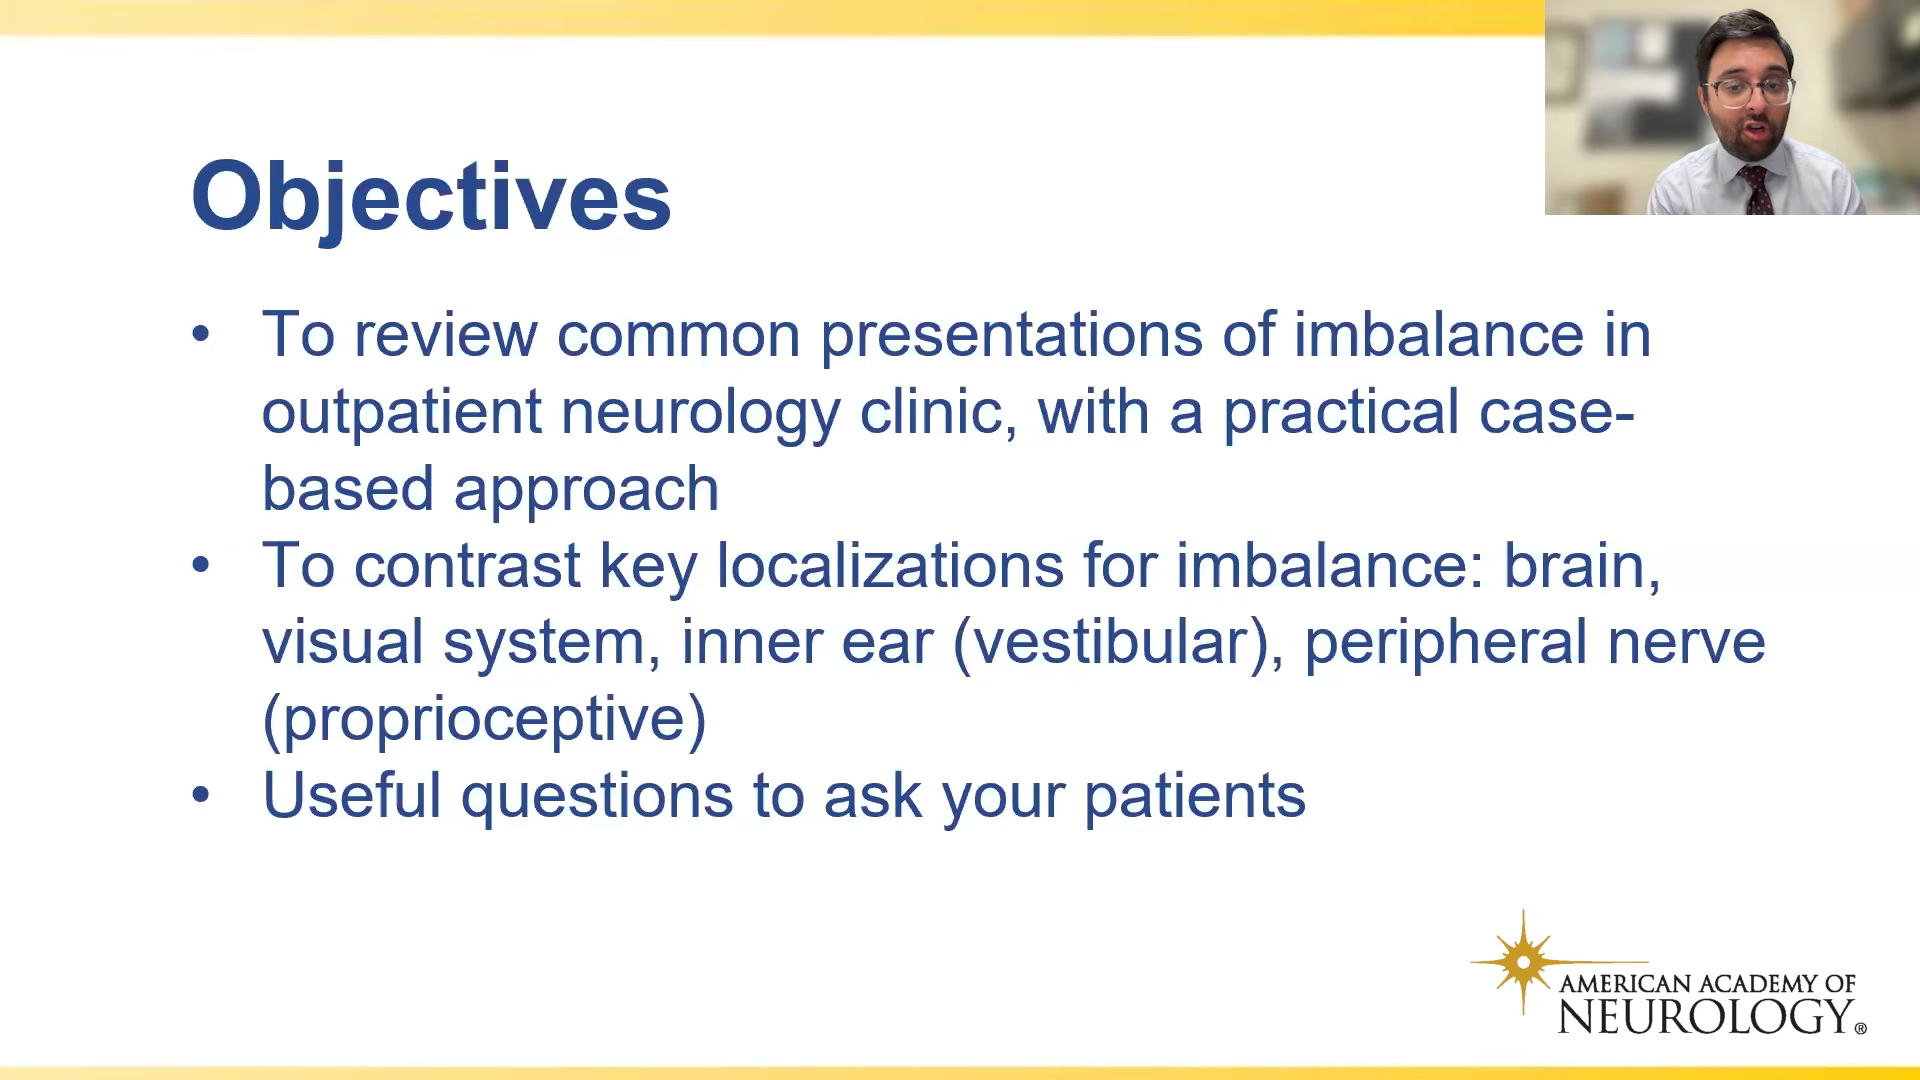 Objectives
• To review common presentations of imbalance in
outpatient neurology clinic, with a practical case-
based approach
• To contrast key localizations for imbalance: brain,
visual system, inner ear (vestibular), peripheral nerve
(proprioceptive)
• Useful questions to ask your patients
AMERICAN ACADEMY OF
NEUROLOGY®